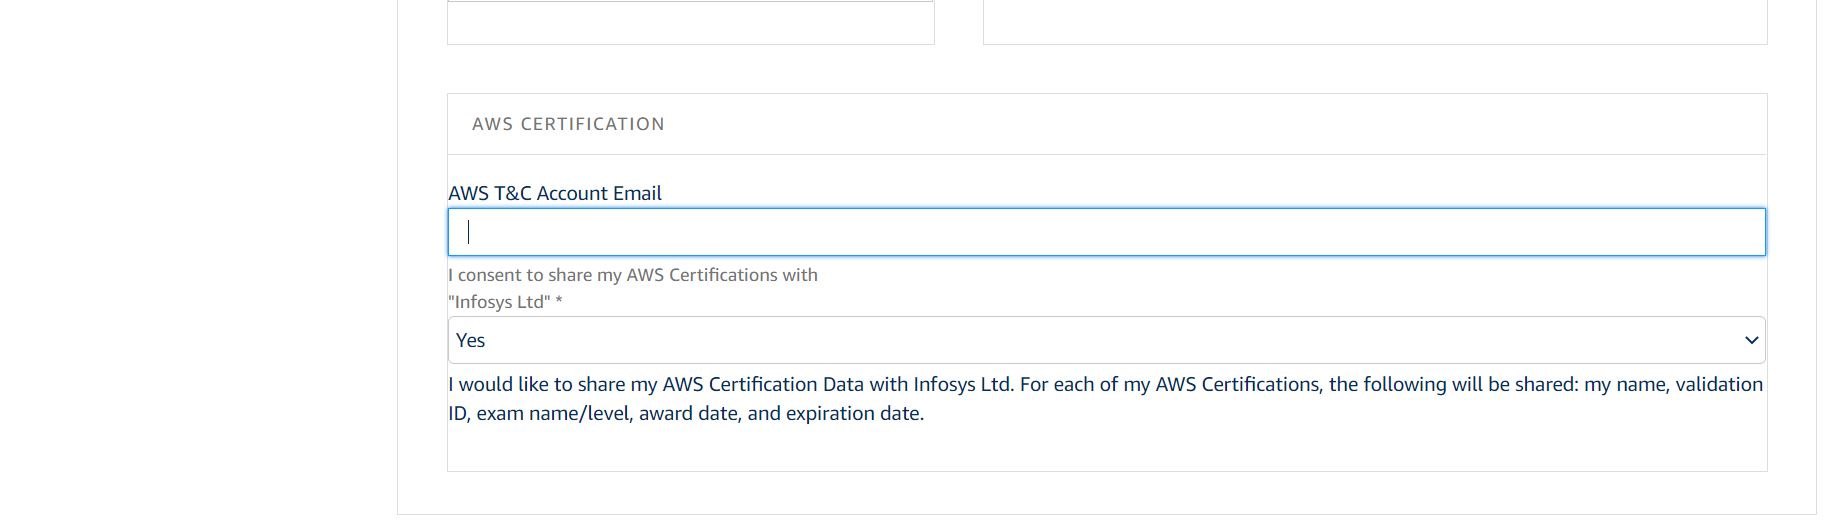 AWS CERTIFICATION
AWS T&C Account Email
I consent to share my AWS Certifications with
"Infosys Ltd" *
Yes
I would like to share my AWS Certification Data with Infosys Ltd. For each of my AWS Certifications, the following will be shared: my name, validation
ID, exam name/level, award date, and expiration date.